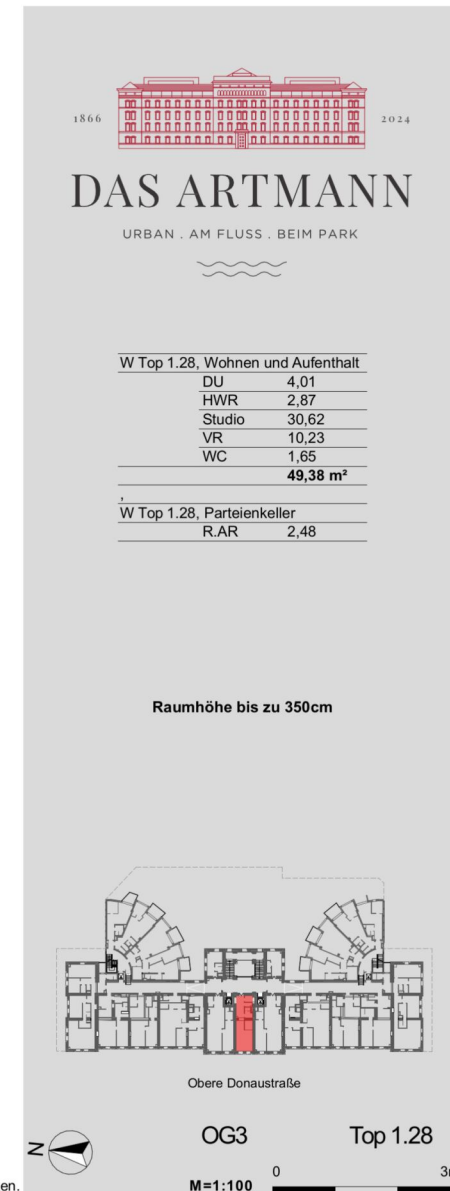 1866 2024
DAS ARTMANN
URBAN . AM FLUSS . BEIM PARK
W Top 1.28, Wohnen und Aufenthalt
DU 4,01
HWR 2,87
Studio 30,62
VR 10,23
WC 1,65
49,38 m²
,
W Top 1.28, Parteienkeller
R.AR 2,48
Raumhöhe bis zu 350cm
Obere Donaustraße
N
OG3 Top 1.28
en. M=1:100 0